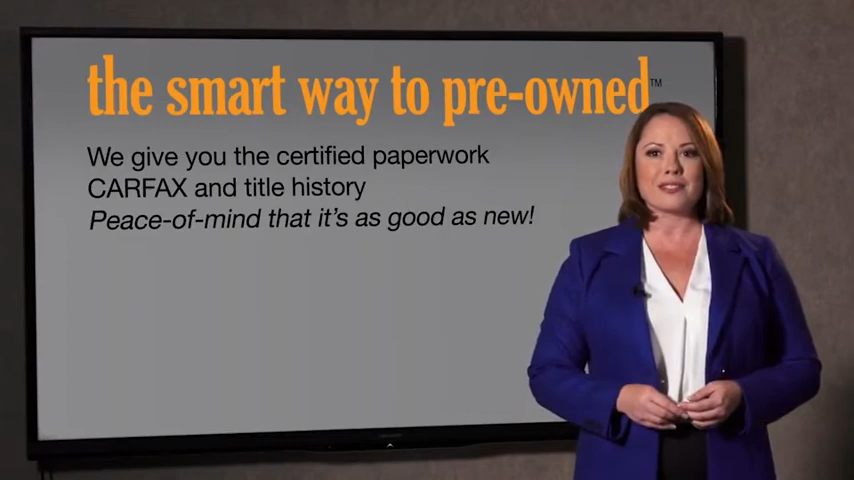 the smart way to pre-owned™
We give you the certified paperwork
CARFAX and title history
Peace-of-mind that it's as good as new!